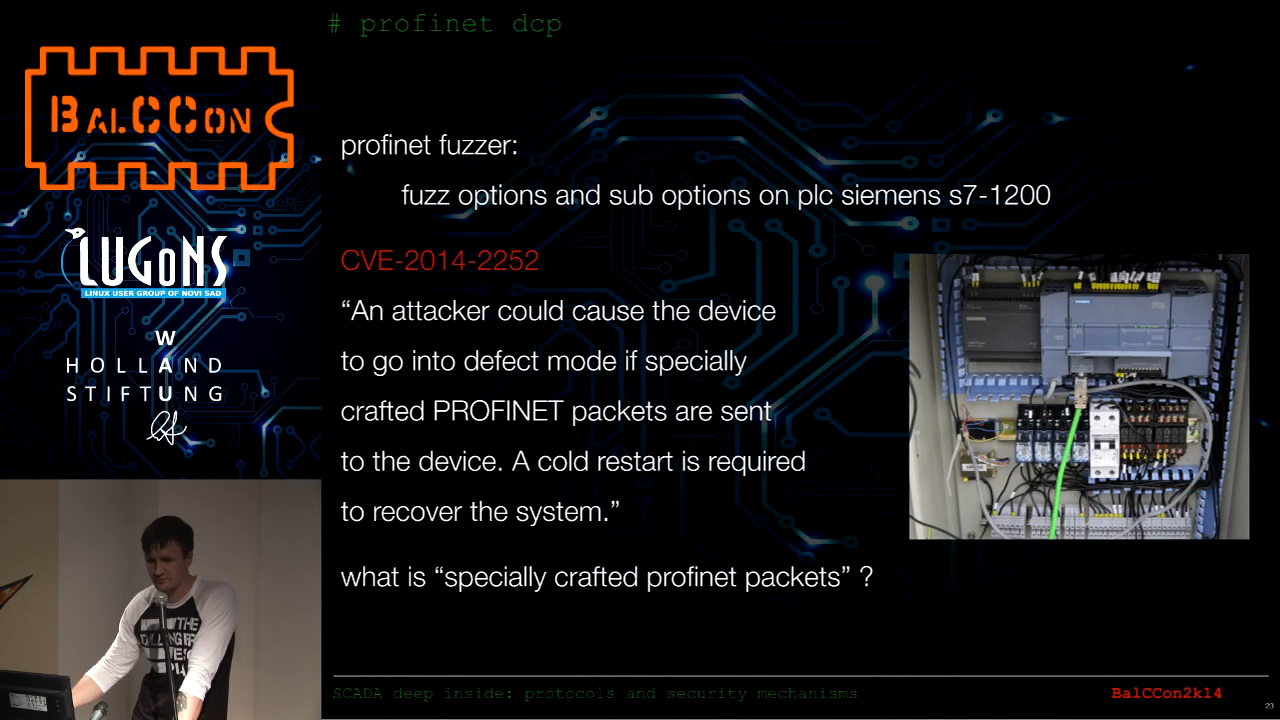 # profinet dcp
BALCCON
LUGONS
LINUX USER GROUP OF NOVI SAD
W
HOLLAND
STIFTUNG
profinet fuzzer:
fuzz options and sub options on plc siemens s7-1200
CVE-2014-2252
“An attacker could cause the device
to go into defect mode if specially
crafted PROFINET packets are sent
to the device. A cold restart is required
to recover the system.”
what is “specially crafted profinet packets” ?
SCADA deep inside: protocols and security mechanisms
BalCCon2k14
23